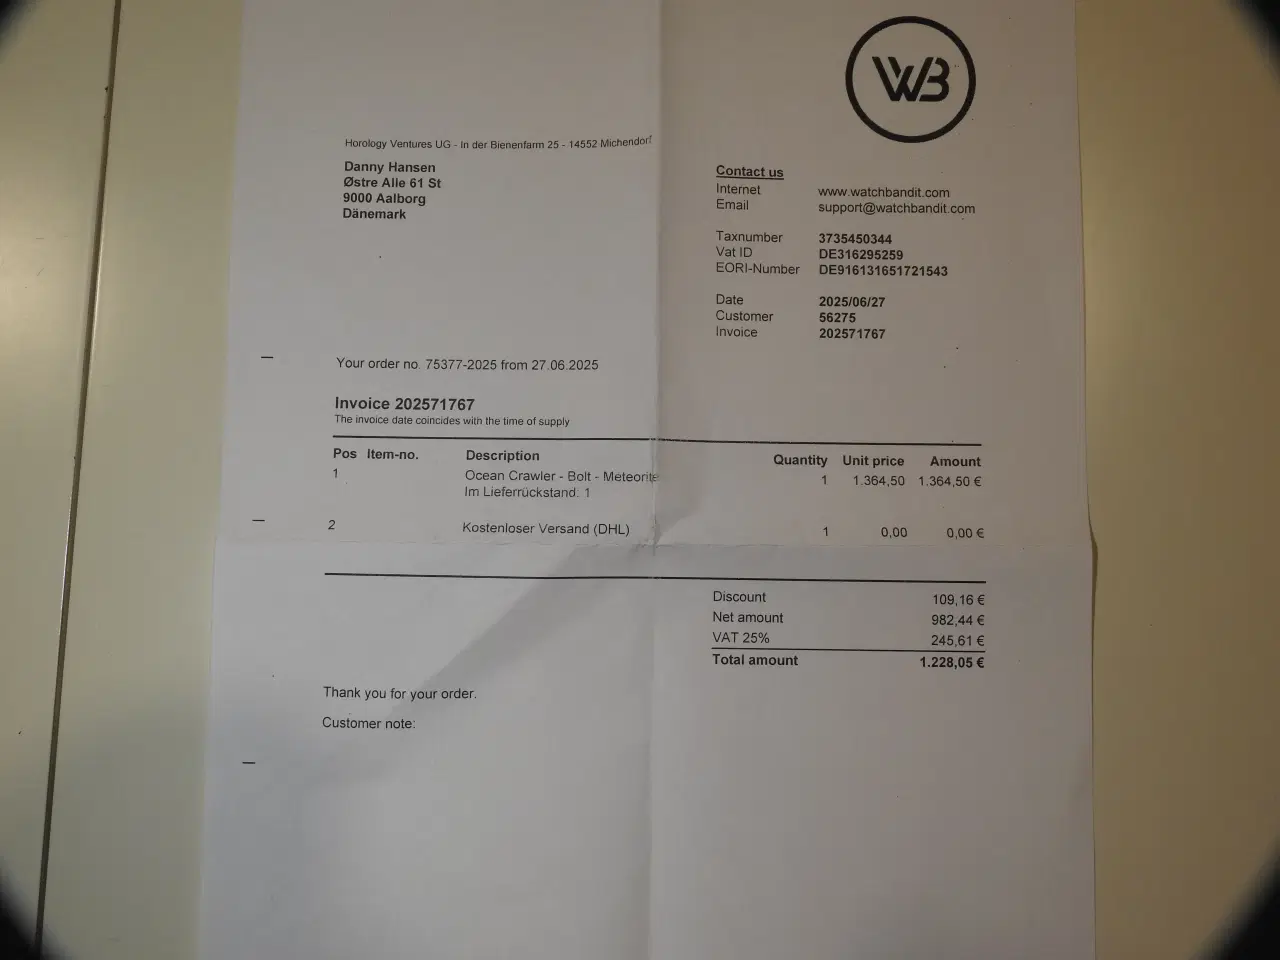 WB
Horology Ventures UG - In der Bienenfarm 25 - 14552 Michendorf
Danny Hansen
Østre Alle 61 St
9000 Aalborg
Dänemark
Contact us
Internet www.watchbandit.com
Email support@watchbandit.com
Taxnumber 3735450344
Vat ID DE316295259
EORI-Number DE916131651721543
Date 2025/06/27
Customer 56275
Invoice 202571767
Your order no. 75377-2025 from 27.06.2025
Invoice 202571767
The invoice date coincides with the time of supply
Pos Item-no. Description Quantity Unit price Amount
1 Ocean Crawler - Bolt - Meteorite 1 1.364,50 1.364,50 €
Im Lieferrückstand: 1
2 Kostenloser Versand (DHL) 1 0,00 0,00 €
Discount 109,16 €
Net amount 982,44 €
VAT 25% 245,61 €
Total amount 1.228,05 €
Thank you for your order.
Customer note: